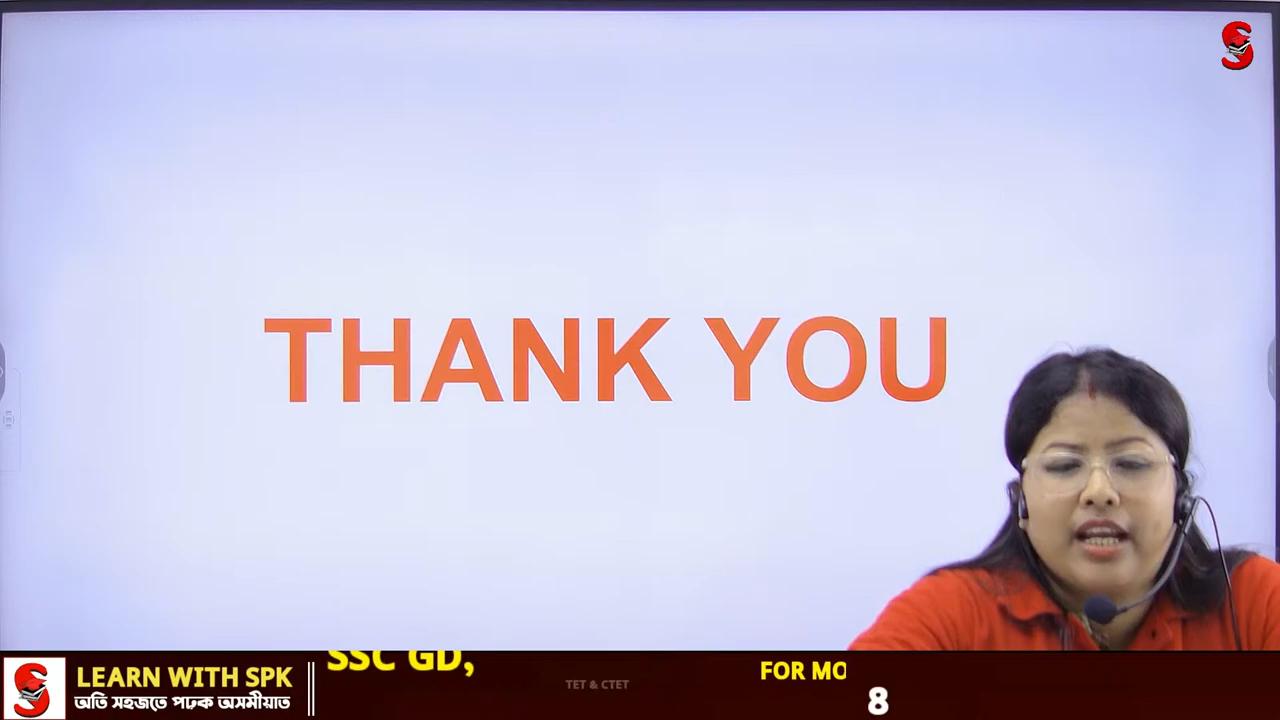 THANK YOU
LEARN WITH SPK
অতি সহজতে পঢ়ক অসমীয়াত
SSC GD,
TET & CTET
FOR MO
8